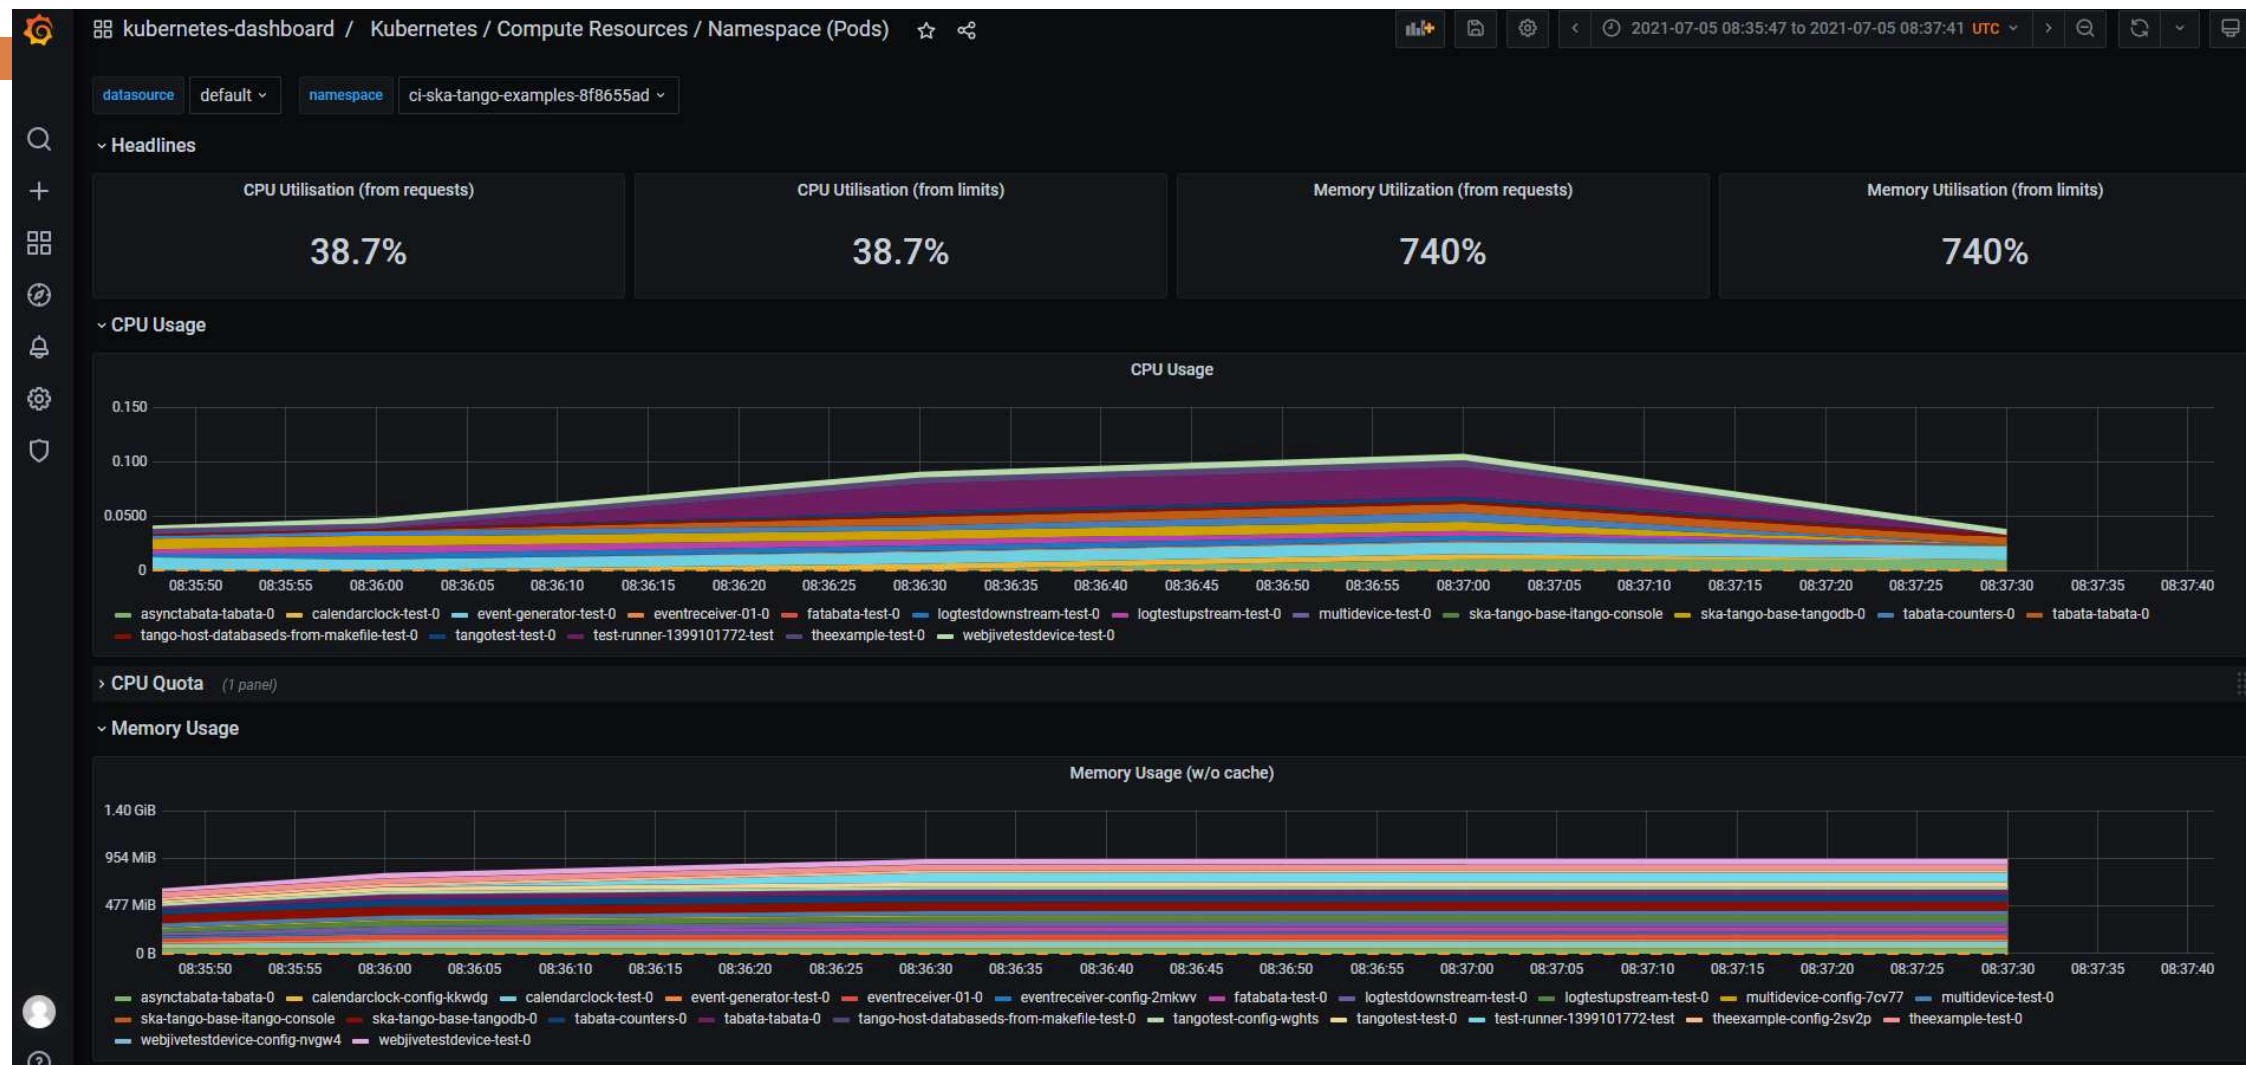 kubernetes-dashboard / Kubernetes / Compute Resources / Namespace (Pods)
2021-07-05 08:35:47 to 2021-07-05 08:37:41 UTC
datasource default namespace ci-ska-tango-examples-8f8655ad
Headlines
CPU Utilisation (from requests) CPU Utilisation (from limits) Memory Utilization (from requests) Memory Utilisation (from limits)
38.7% 38.7% 740% 740%
CPU Usage
CPU Usage
0.150
0.100
0.0500
0
08:35:50 08:35:55 08:36:00 08:36:05 08:36:10 08:36:15 08:36:20 08:36:25 08:36:30 08:36:35 08:36:40 08:36:45 08:36:50 08:36:55 08:37:00 08:37:05 08:37:10 08:37:15 08:37:20 08:37:25 08:37:30 08:37:35 08:37:40
asynctabata-tabata-0 calendarclock-test-0 event-generator-test-0 eventreceiver-01-0 fatabata-test-0 logtestdownstream-test-0 logtestupstream-test-0 multidevice-test-0 ska-tango-base-itango-console ska-tango-base-tangodb-0 tabata-counters-0 tabata-tabata-0
tango-host-databaseds-from-makefile-test-0 tangotest-test-0 test-runner-1399101772-test theexample-test-0 webjivetestdevice-test-0
CPU Quota (1 panel)
Memory Usage
Memory Usage (w/o cache)
1.40 GiB
954 MiB
477 MiB
0 B
08:35:50 08:35:55 08:36:00 08:36:05 08:36:10 08:36:15 08:36:20 08:36:25 08:36:30 08:36:35 08:36:40 08:36:45 08:36:50 08:36:55 08:37:00 08:37:05 08:37:10 08:37:15 08:37:20 08:37:25 08:37:30 08:37:35 08:37:40
asynctabata-tabata-0 calendarclock-config-kkwdg calendarclock-test-0 event-generator-test-0 eventreceiver-01-0 eventreceiver-config-2mkwv fatabata-test-0 logtestdownstream-test-0 logtestupstream-test-0 multidevice-config-7cv77 multidevice-test-0
ska-tango-base-itango-console ska-tango-base-tangodb-0 tabata-counters-0 tabata-tabata-0 tango-host-databaseds-from-makefile-test-0 tangotest-config-wghts tangotest-test-0 test-runner-1399101772-test theexample-config-2sv2p theexample-test-0
webjivetestdevice-config-nvgw4 webjivetestdevice-test-0